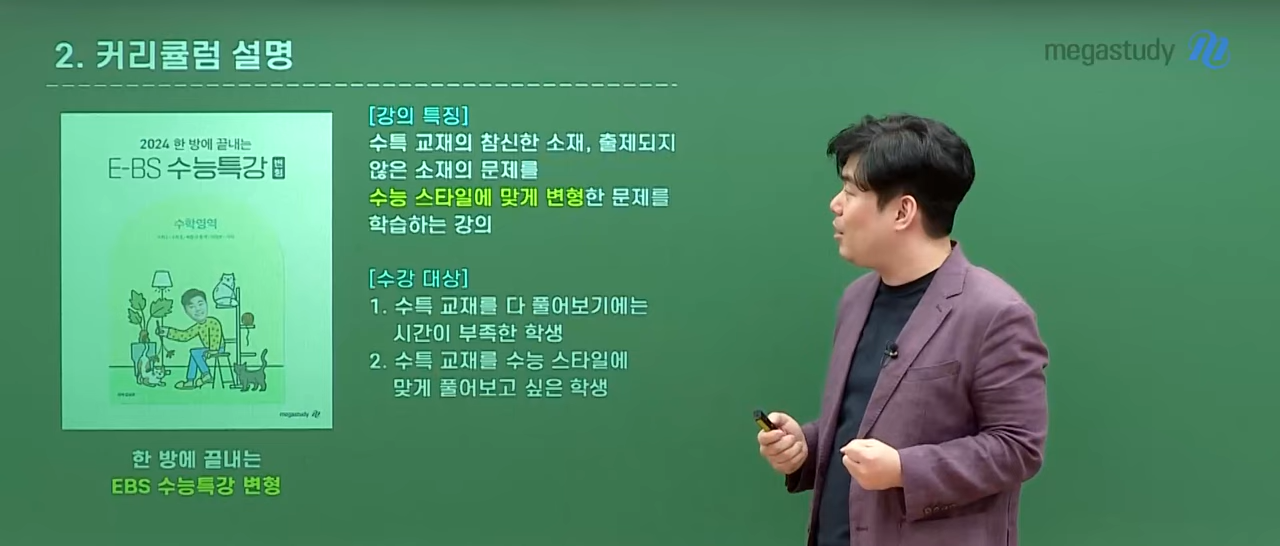 2. 커리큘럼 설명
megastudy
2024 한 방에 끝내는
E-BS 수능특강 변형
수학영역
megastudy
한 방에 끝내는
EBS 수능특강 변형
[강의 특징]
수특 교재의 참신한 소재, 출제되지
않은 소재의 문제를
수능 스타일에 맞게 변형한 문제를
학습하는 강의
[수강 대상]
1. 수특 교재를 다 풀어보기에는
시간이 부족한 학생
2. 수특 교재를 수능 스타일에
맞게 풀어보고 싶은 학생